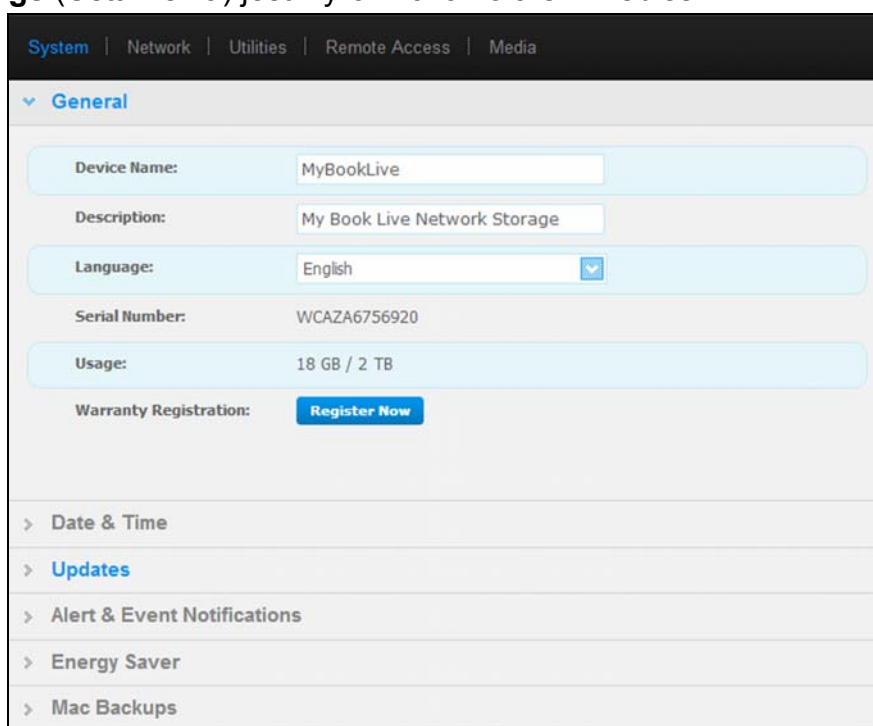 System | Network | Utilities | Remote Access | Media
General
Device Name: MyBookLive
Description: My Book Live Network Storage
Language: English
Serial Number: WCAZA6756920
Usage: 18 GB / 2 TB
Warranty Registration: Register Now
Date & Time
Updates
Alert & Event Notifications
Energy Saver
Mac Backups